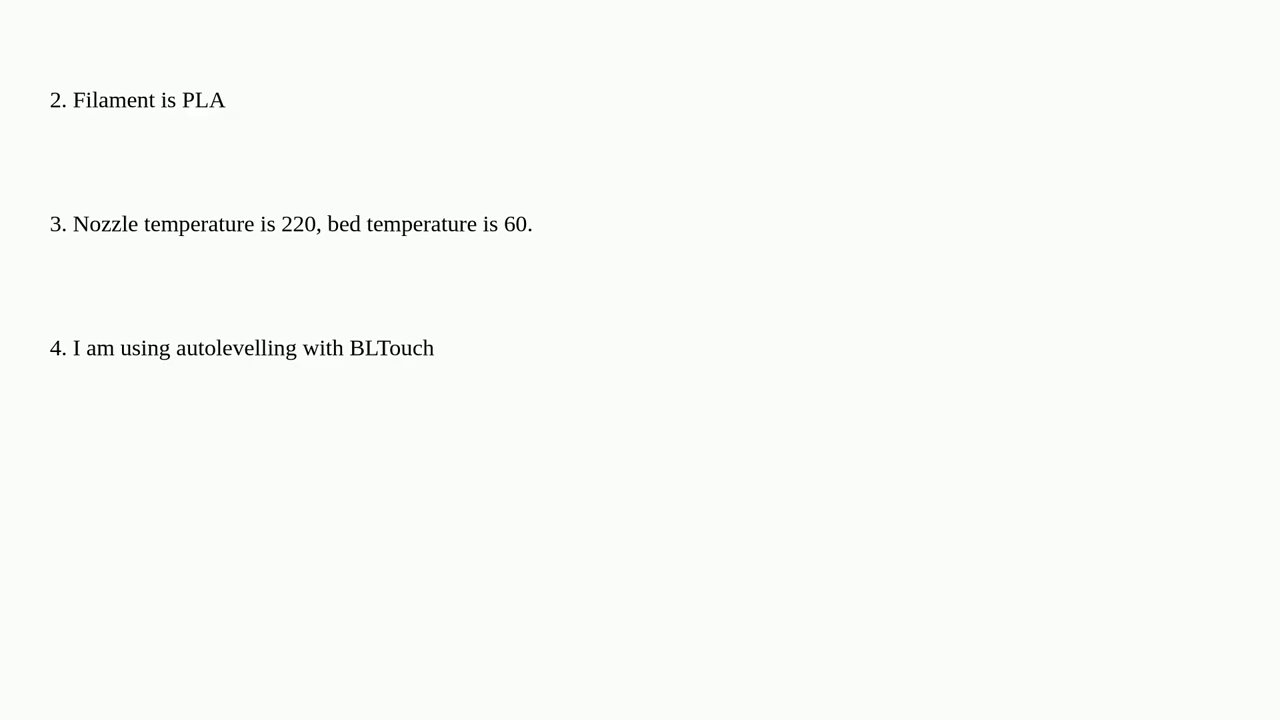 2. Filament is PLA
3. Nozzle temperature is 220, bed temperature is 60.
4. I am using autolevelling with BLTouch